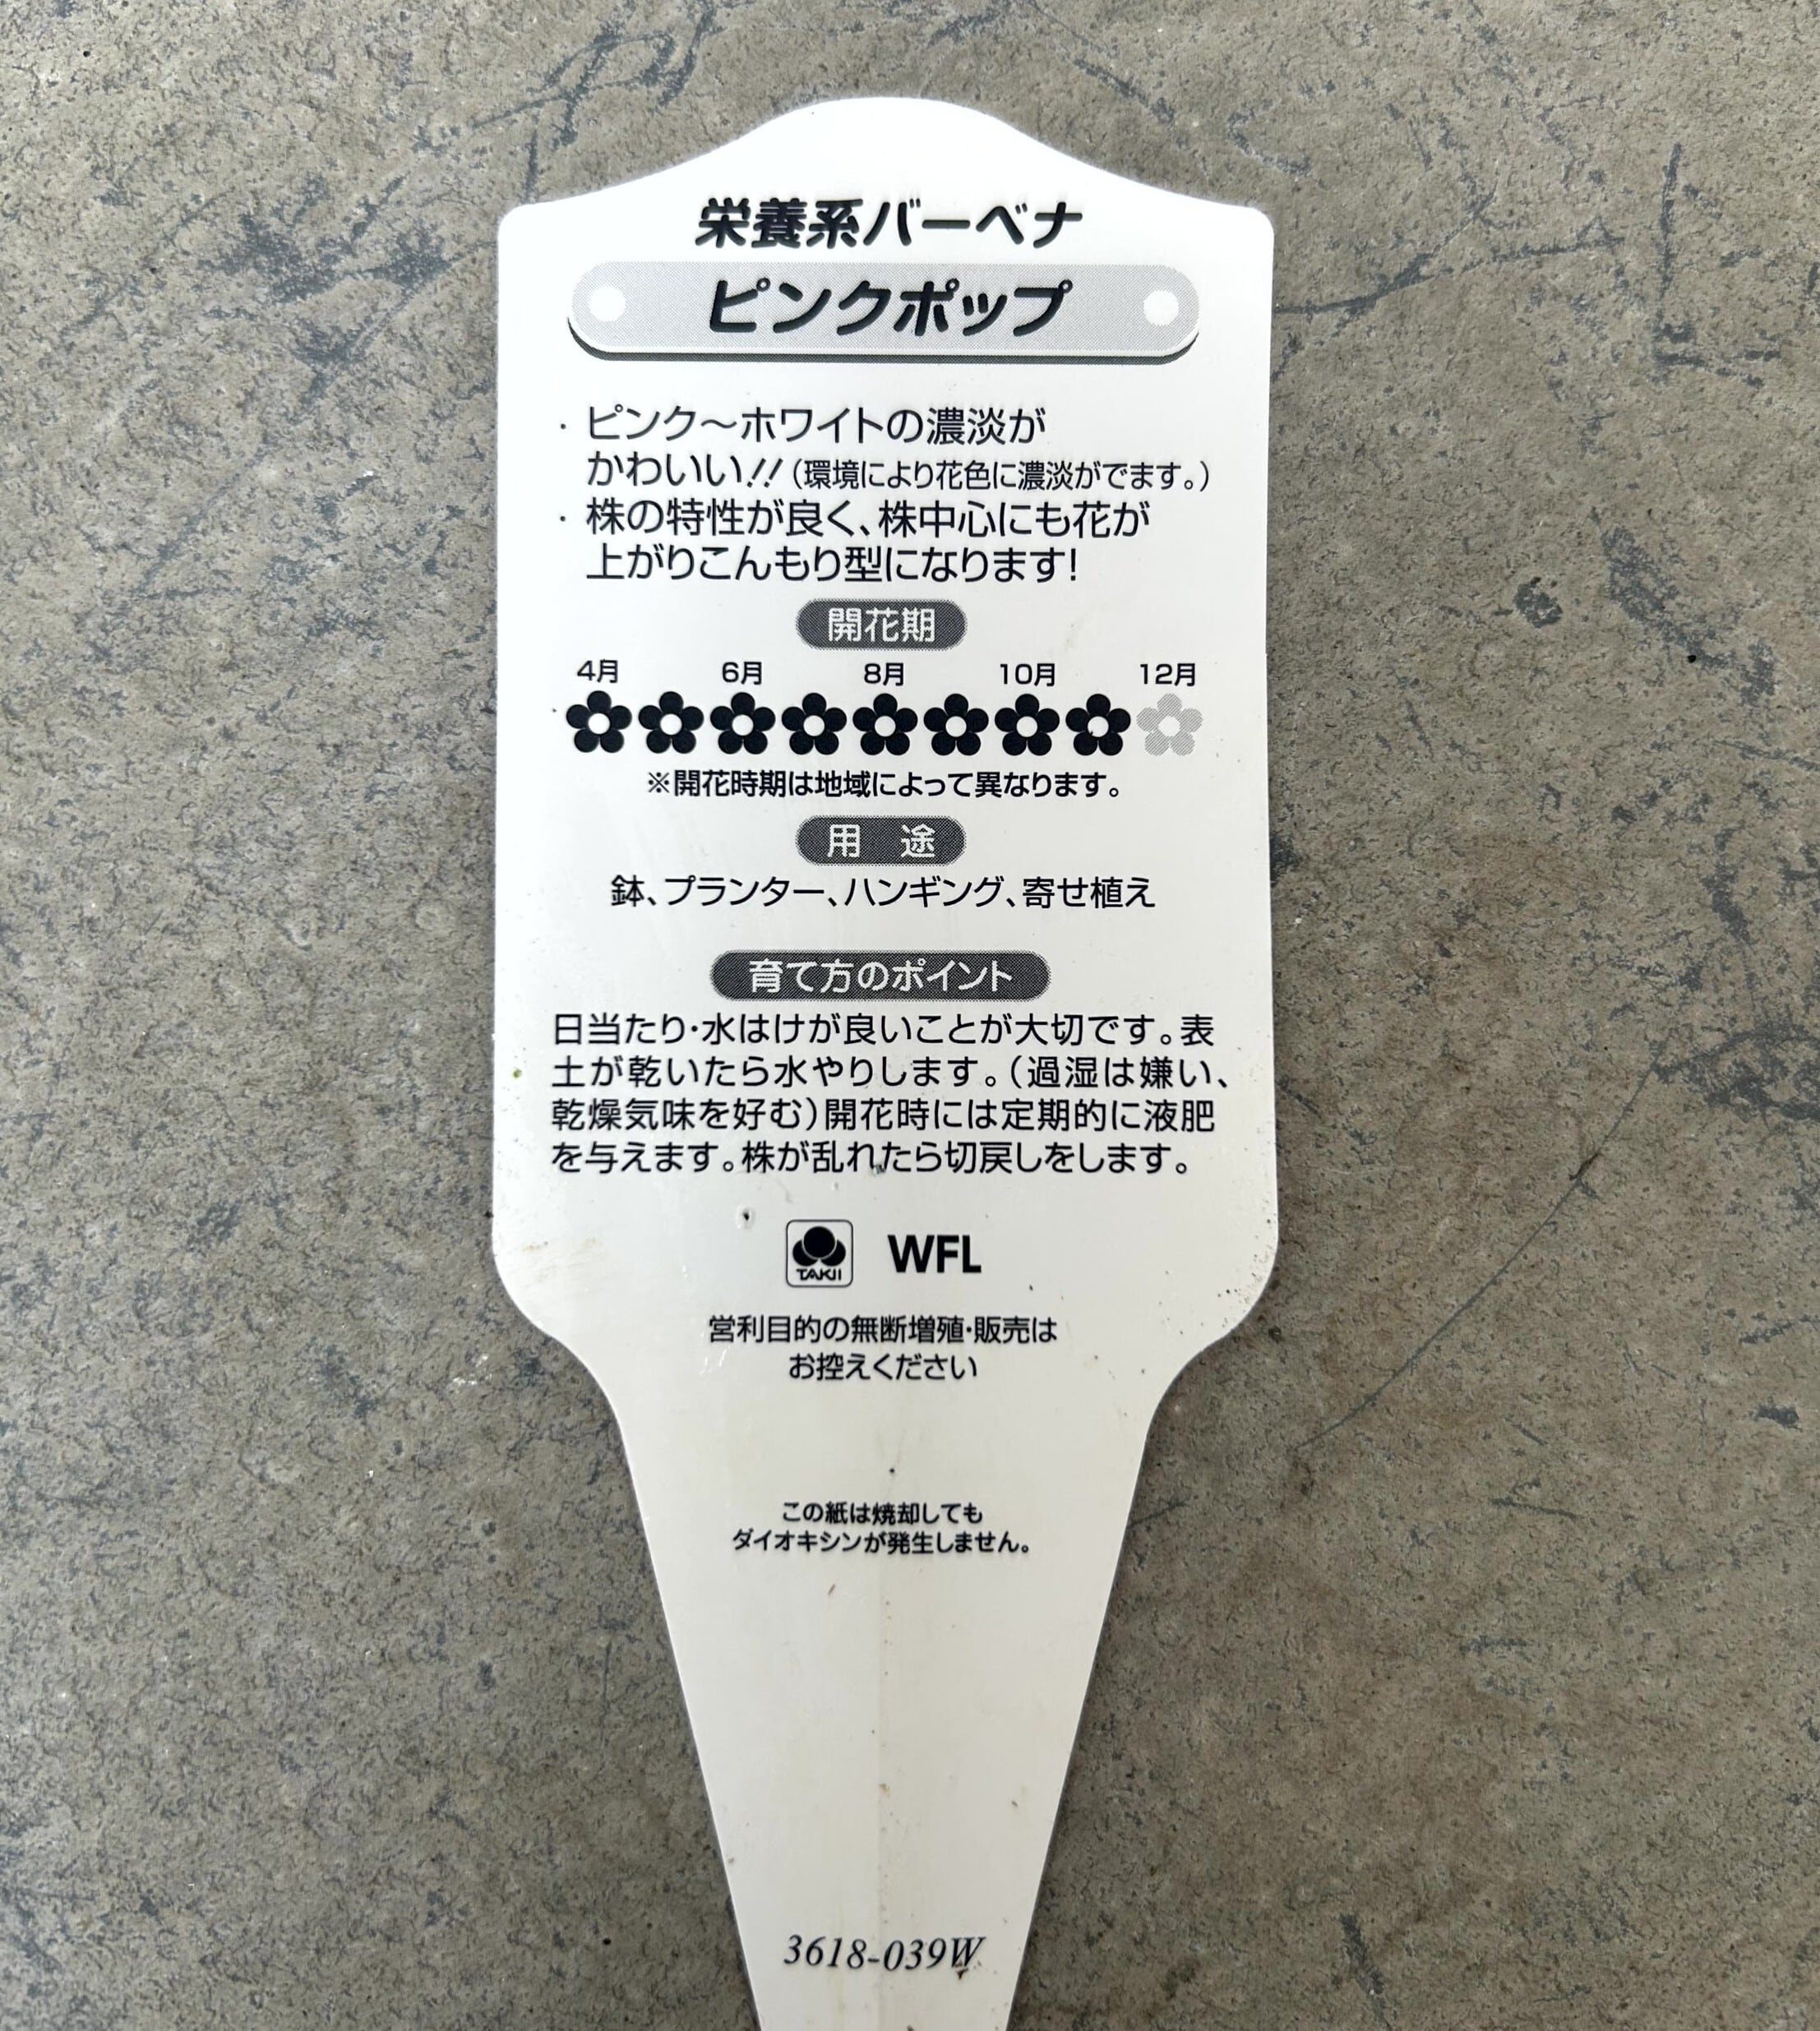 栄養系バーベナ
ピンクポップ
・ピンク～ホワイトの濃淡が
かわいい!!（環境により花色に濃淡がでます。）
・株の特性が良く、株中心にも花が
上がりこんもり型になります!
開花期
4月 6月 8月 10月 12月
※開花時期は地域によって異なります。
用 途
鉢、プランター、ハンギング、寄せ植え
育て方のポイント
日当たり・水はけが良いことが大切です。表
土が乾いたら水やりします。（過湿は嫌い、
乾燥気味を好む）開花時には定期的に液肥
を与えます。株が乱れたら切戻しをします。
TAKII WFL
営利目的の無断増殖・販売は
お控えください
この紙は焼却しても
ダイオキシンが発生しません。
3618-039W